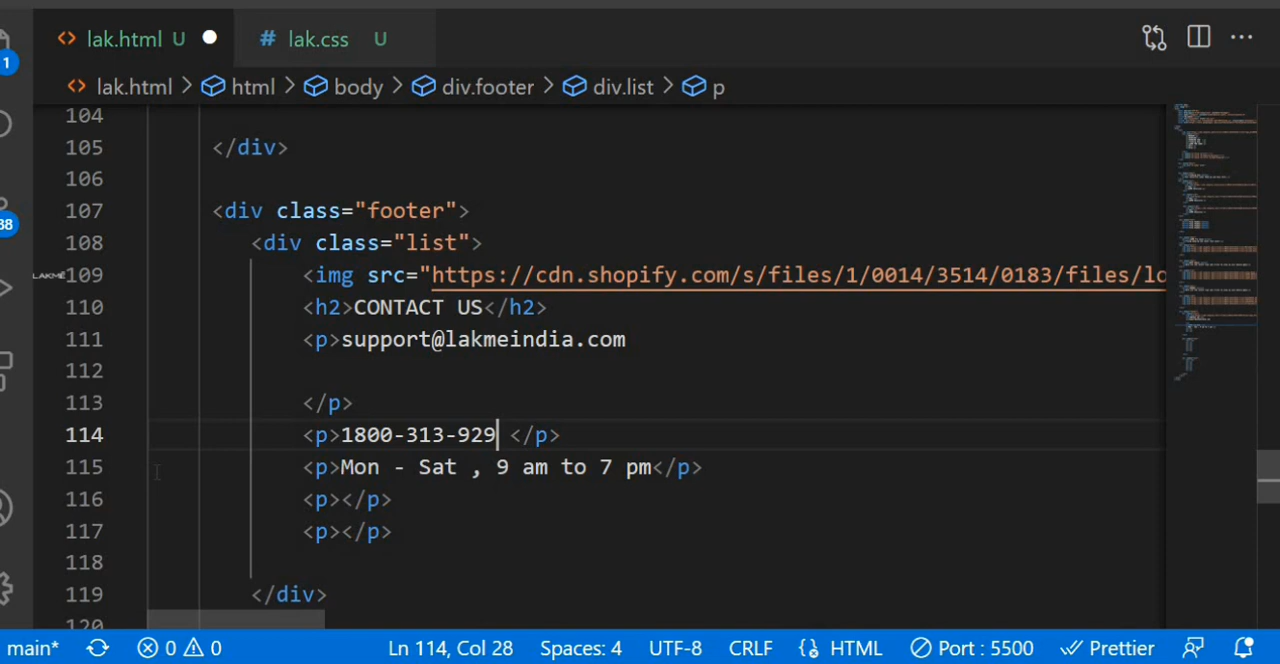 lak.html U lak.css U
lak.html > html > body > div.footer > div.list > p
104
105 </div>
106
107 <div class="footer">
108 <div class="list">
109 <img src="https://cdn.shopify.com/s/files/1/0014/3514/0183/files/lo
110 <h2>CONTACT US</h2>
111 <p>support@lakmeindia.com
112
113 </p>
114 <p>1800-313-929 </p>
115 <p>Mon - Sat , 9 am to 7 pm</p>
116 <p></p>
117 <p></p>
118
119 </div>
120
1
38
LAKMÉ
main* 0 0 Ln 114, Col 28 Spaces: 4 UTF-8 CRLF HTML Port : 5500 Prettier